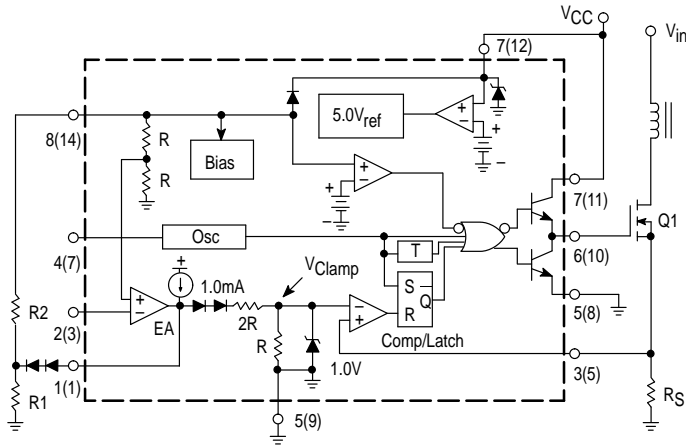 VCC
Vin
7(12)
5.0Vref
+
−
8(14)
R
Bias
R
+
−
+
−
+
−
7(11)
Q1
Osc
4(7)
T
6(10)
+
1.0mA
VClamp
S
Q
R
5(8)
R2
+
−
EA
2R
−
+
Comp/Latch
2(3)
R
1.0V
1(1)
3(5)
R1
5(9)
RS